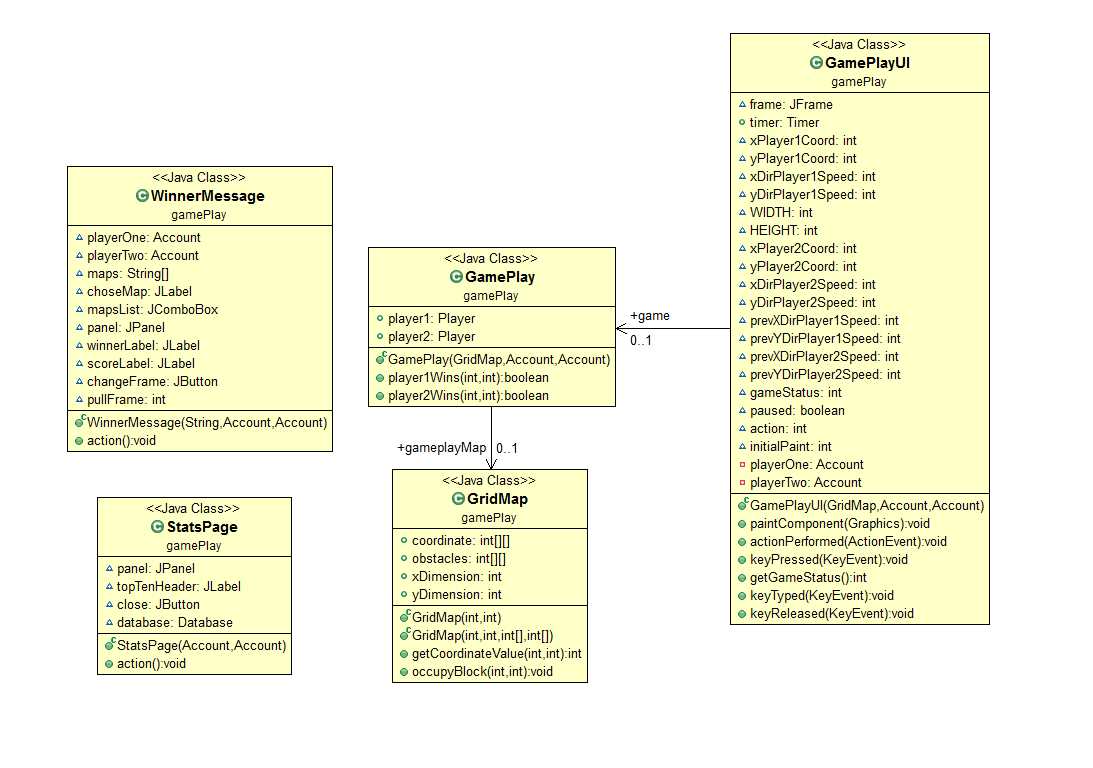 <<Java Class>>
WinnerMessage
gamePlay
playerOne: Account
playerTwo: Account
maps: String[]
choseMap: JLabel
mapsList: JComboBox
panel: JPanel
winnerLabel: JLabel
scoreLabel: JLabel
changeFrame: JButton
pullFrame: int
WinnerMessage(String,Account,Account)
action():void
<<Java Class>>
StatsPage
gamePlay
panel: JPanel
topTenHeader: JLabel
close: JButton
database: Database
StatsPage(Account,Account)
action():void
<<Java Class>>
GamePlay
gamePlay
player1: Player
player2: Player
GamePlay(GridMap,Account,Account)
player1Wins(int,int):boolean
player2Wins(int,int):boolean
+gameplayMap
0..1
<<Java Class>>
GridMap
gamePlay
coordinate: int[][]
obstacles: int[][]
xDimension: int
yDimension: int
GridMap(int,int)
GridMap(int,int,int[],int[])
getCoordinateValue(int,int):int
occupyBlock(int,int):void
+game
0..1
<<Java Class>>
GamePlayUI
gamePlay
frame: JFrame
timer: Timer
xPlayer1Coord: int
yPlayer1Coord: int
xDirPlayer1Speed: int
yDirPlayer1Speed: int
WIDTH: int
HEIGHT: int
xPlayer2Coord: int
yPlayer2Coord: int
xDirPlayer2Speed: int
yDirPlayer2Speed: int
prevXDirPlayer1Speed: int
prevYDirPlayer1Speed: int
prevXDirPlayer2Speed: int
prevYDirPlayer2Speed: int
gameStatus: int
paused: boolean
action: int
initialPaint: int
playerOne: Account
playerTwo: Account
GamePlayUI(GridMap,Account,Account)
paintComponent(Graphics):void
actionPerformed(ActionEvent):void
keyPressed(KeyEvent):void
getGameStatus():int
keyTyped(KeyEvent):void
keyReleased(KeyEvent):void